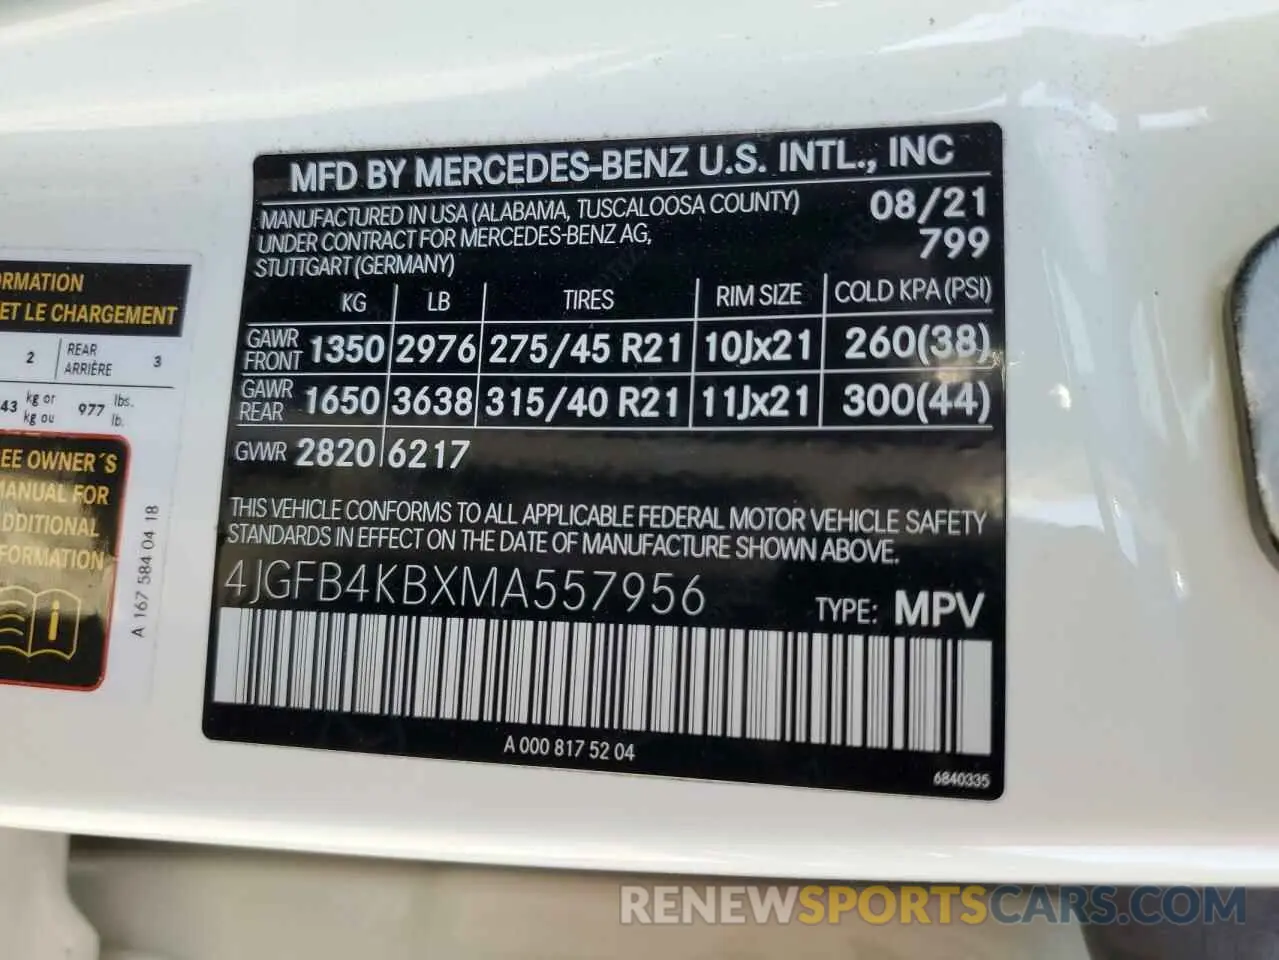 MFD BY MERCEDES-BENZ U.S. INTL., INC
MANUFACTURED IN USA (ALABAMA, TUSCALOOSA COUNTY) 08/21
UNDER CONTRACT FOR MERCEDES-BENZ AG, 799
STUTTGART (GERMANY)
KG LB TIRES RIM SIZE COLD KPA (PSI)
GAWR FRONT 1350 2976 275/45 R21 10Jx21 260(38)
GAWR REAR 1650 3638 315/40 R21 11Jx21 300(44)
GVWR 2820 6217
THIS VEHICLE CONFORMS TO ALL APPLICABLE FEDERAL MOTOR VEHICLE SAFETY
STANDARDS IN EFFECT ON THE DATE OF MANUFACTURE SHOWN ABOVE.
4JGFB4KBXMA557956 TYPE: MPV
A 000 817 52 04
6840335
RMATION
ET LE CHARGEMENT
2 REAR ARRIÈRE 3
43 kg or kg ou 977 lbs. lb.
EE OWNER´S
MANUAL FOR
DDITIONAL
FORMATION
A 167 584 04 18
RENEWSPORTSCARS.COM